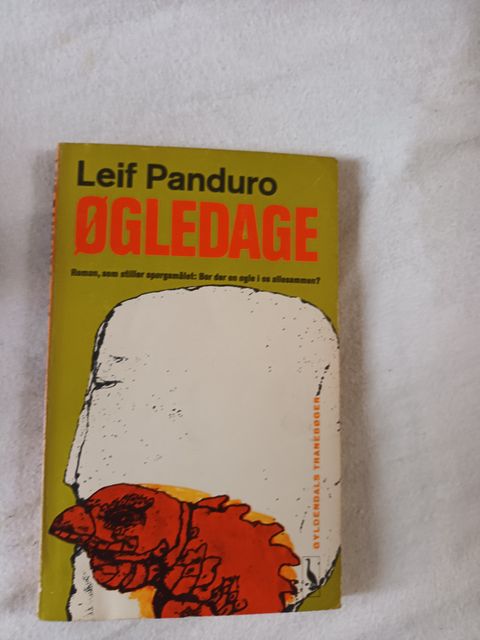 Leif Panduro
ØGLEDAGE
Roman, som stiller spørgsmålet: Bor der en øgle i os allesammen?
GYLDENDALS TRANEBØGER